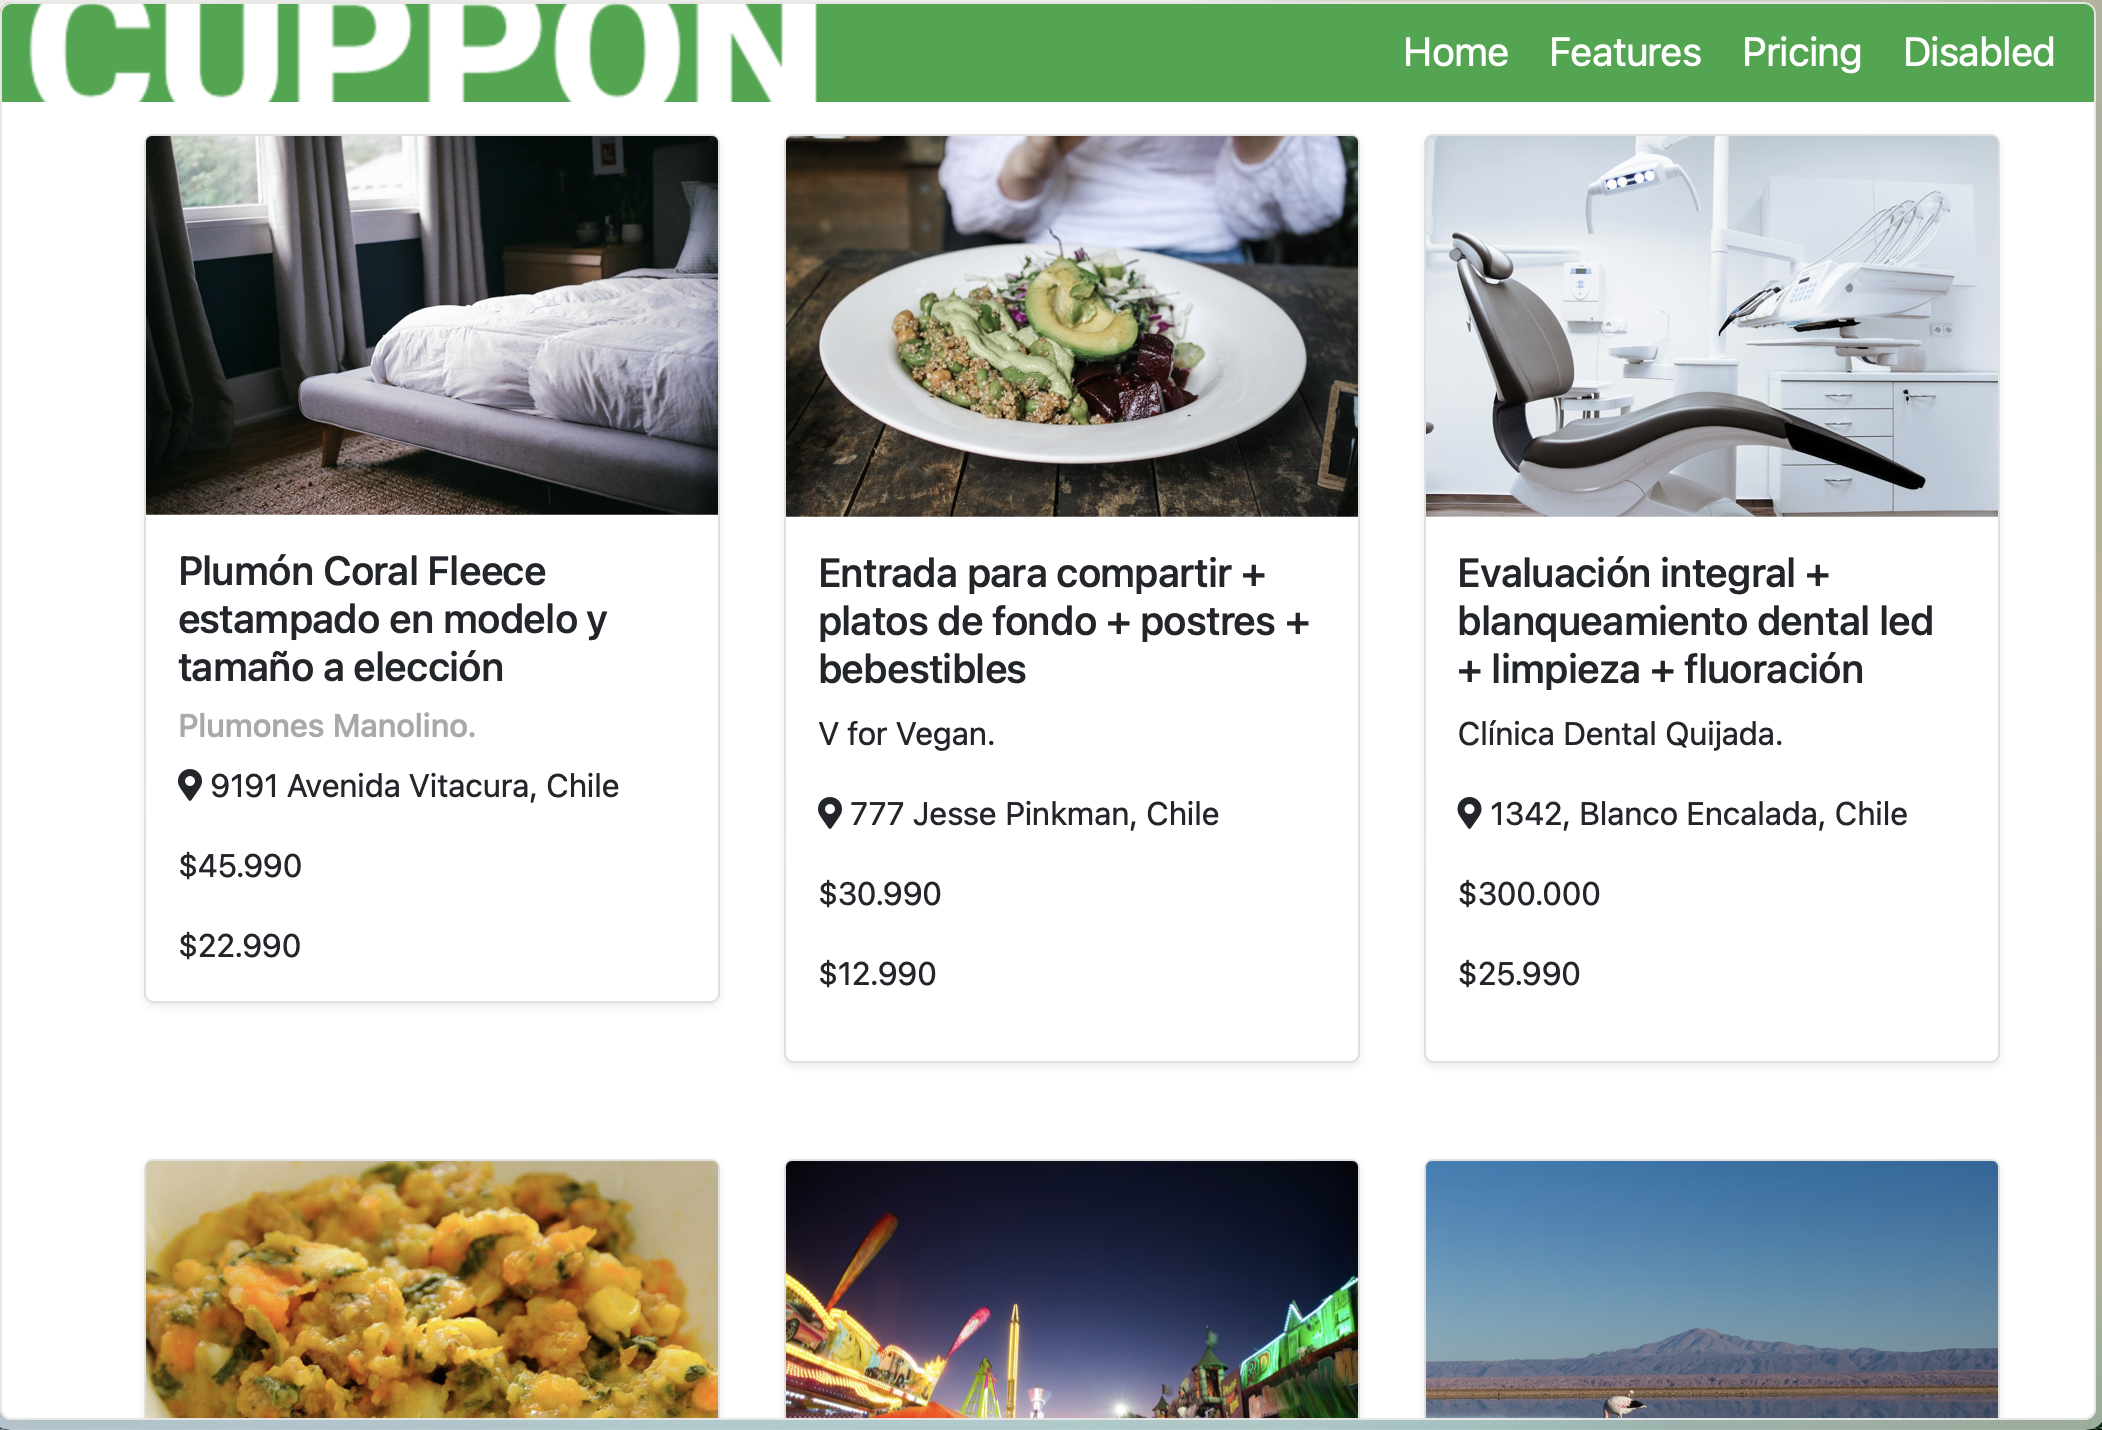 CUPPON
Home Features Pricing Disabled
Plumón Coral Fleece
estampado en modelo y
tamaño a elección
Plumones Manolino.
9191 Avenida Vitacura, Chile
$45.990
$22.990
Entrada para compartir +
platos de fondo + postres +
bebestibles
V for Vegan.
777 Jesse Pinkman, Chile
$30.990
$12.990
Evaluación integral +
blanqueamiento dental led
+ limpieza + fluoración
Clínica Dental Quijada.
1342, Blanco Encalada, Chile
$300.000
$25.990